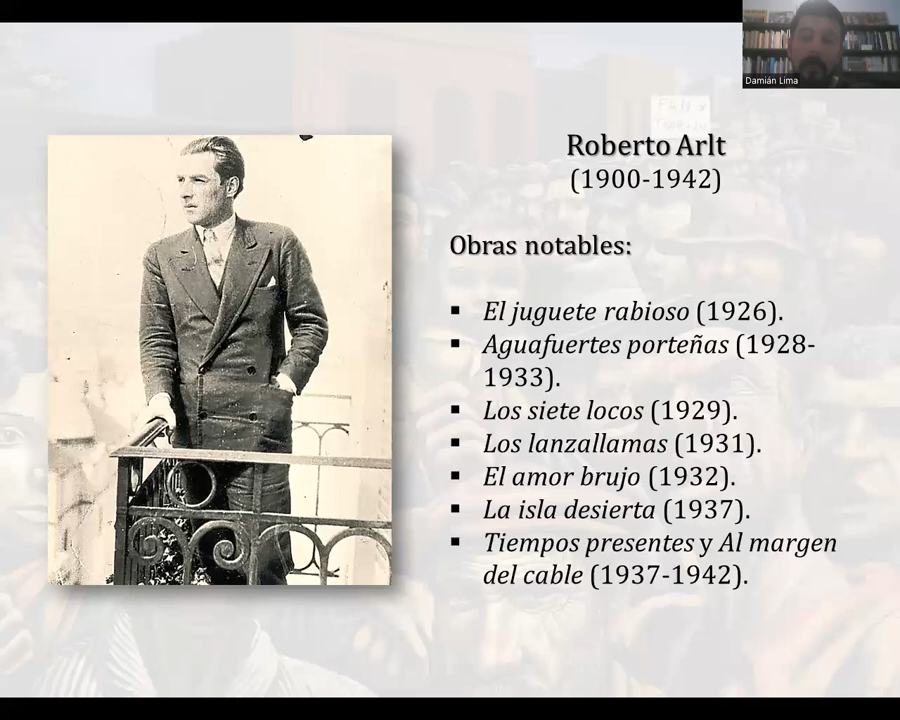 Damián Lima
Roberto Arlt
(1900-1942)
Obras notables:
▪ El juguete rabioso (1926).
▪ Aguafuertes porteñas (1928-
1933).
▪ Los siete locos (1929).
▪ Los lanzallamas (1931).
▪ El amor brujo (1932).
▪ La isla desierta (1937).
▪ Tiempos presentes y Al margen
del cable (1937-1942).